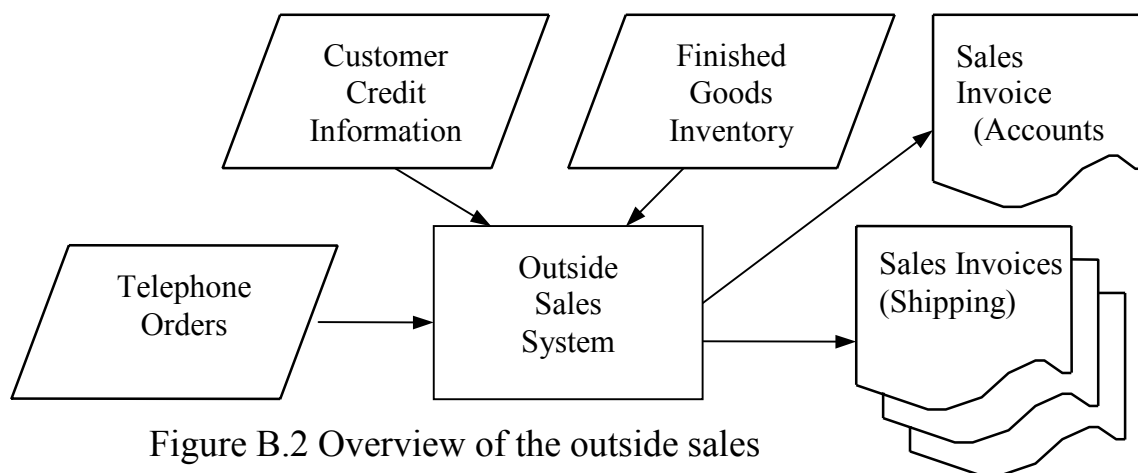 Customer
Credit
Information
Finished
Goods
Inventory
Sales
Invoice
(Accounts
Telephone
Orders
Outside
Sales
System
Sales Invoices
(Shipping)
Figure B.2 Overview of the outside sales